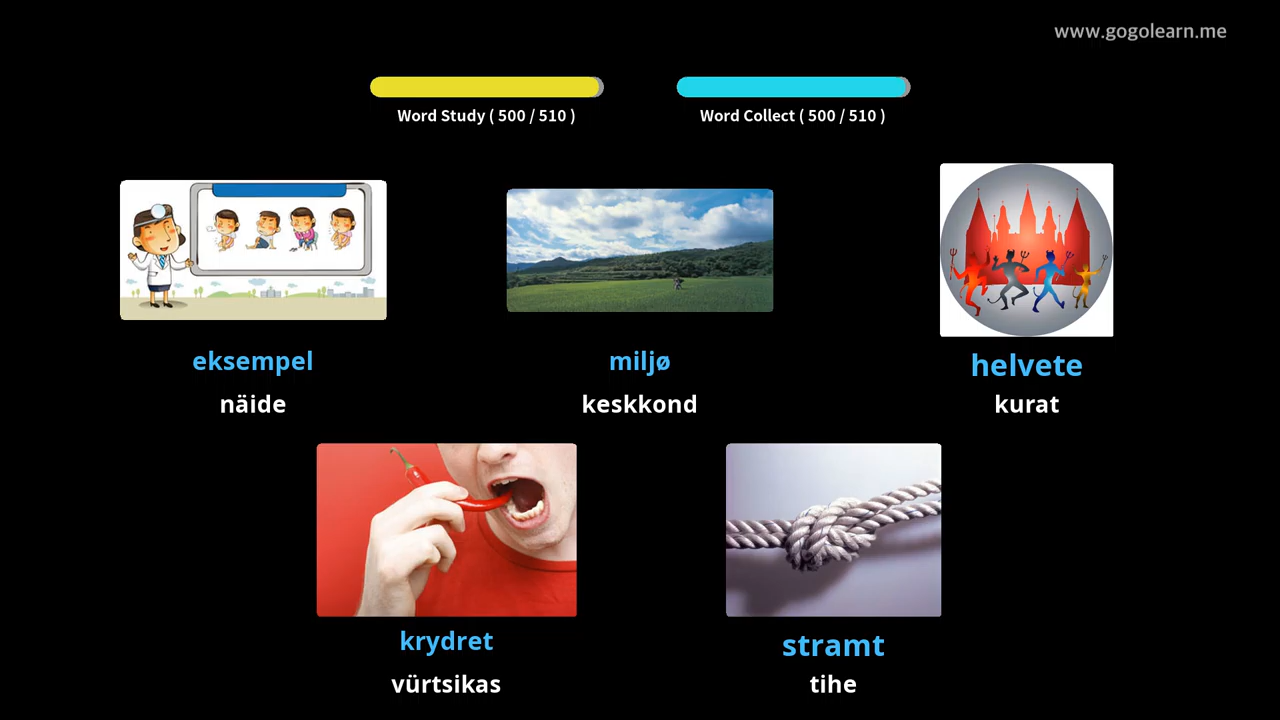 www.gogolearn.me
Word Study ( 500 / 510 )
Word Collect ( 500 / 510 )
eksempel
näide
miljø
keskkond
helvete
kurat
krydret
vürtsikas
stramt
tihe